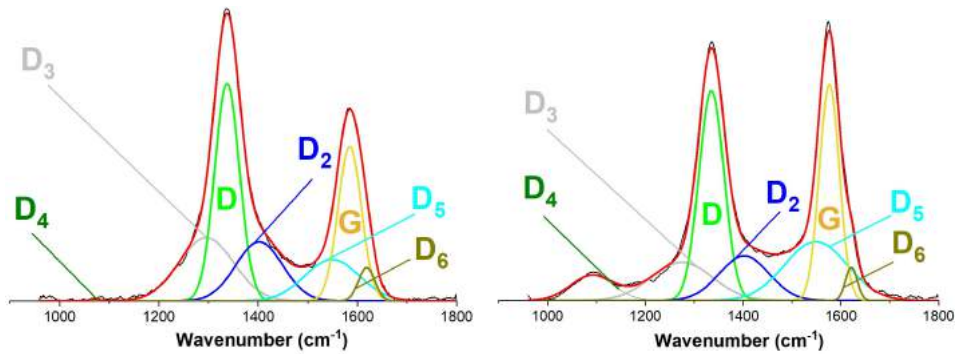 D₃
D₄
D
D₂
D₅
G
D₆
1000 1200 1400 1600 1800
Wavenumber (cm⁻¹)
D₃
D₄
D
D₂
G
D₅
D₆
1000 1200 1400 1600 1800
Wavenumber (cm⁻¹)